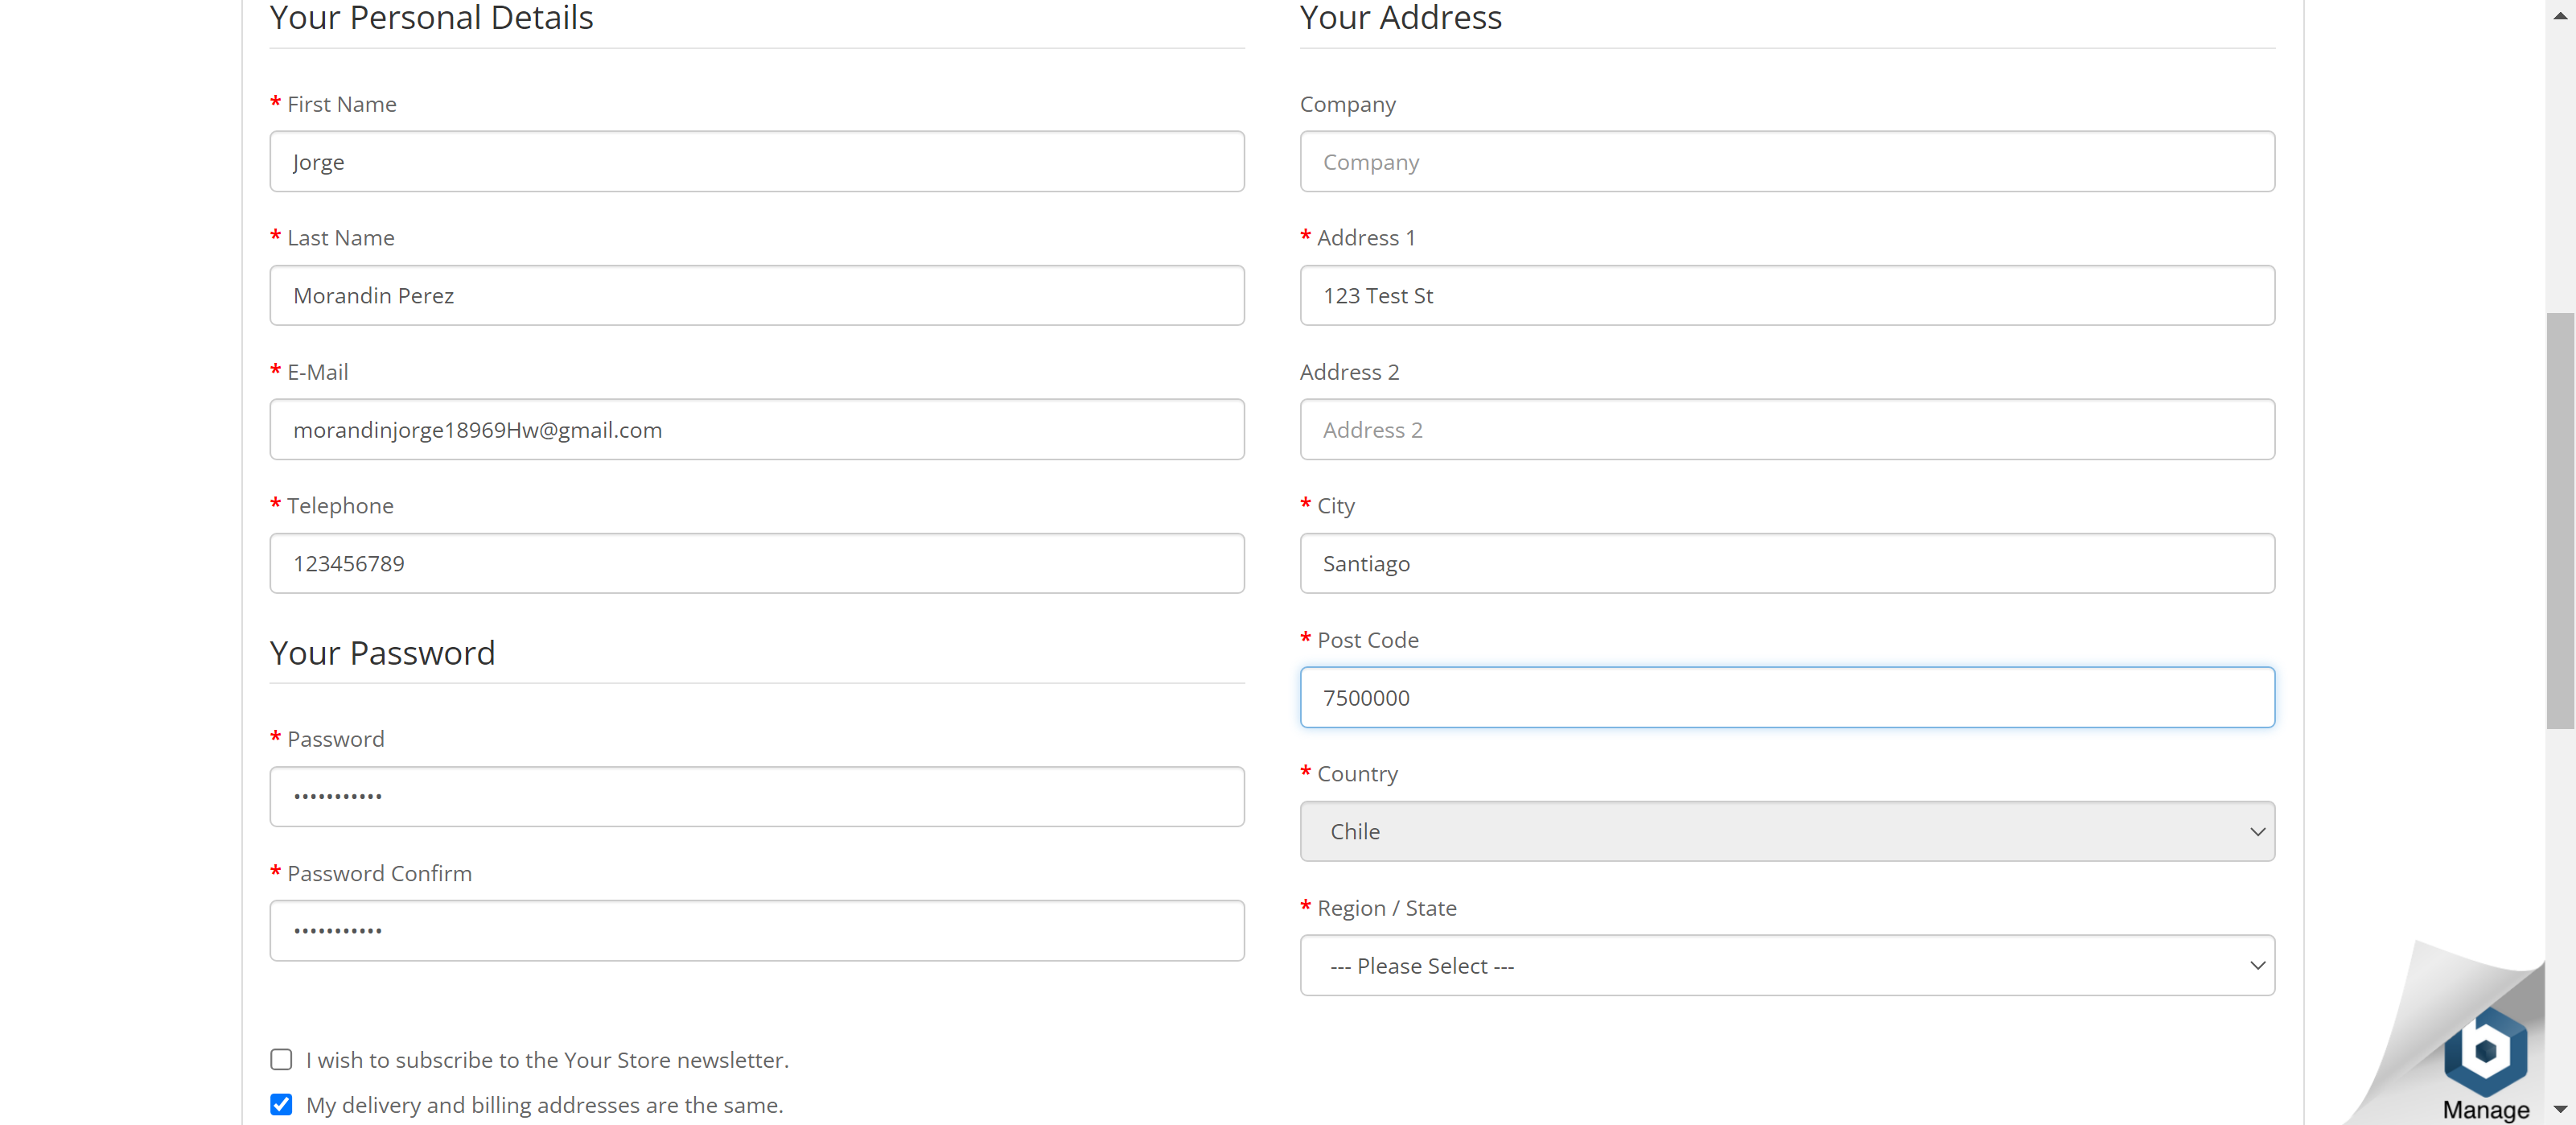 Your Personal Details
* First Name
Jorge
* Last Name
Morandin Perez
* E-Mail
morandinjorge18969Hw@gmail.com
* Telephone
123456789
Your Password
* Password
•••••••••••
* Password Confirm
•••••••••••
I wish to subscribe to the Your Store newsletter.
My delivery and billing addresses are the same.
Your Address
Company
Company
* Address 1
123 Test St
Address 2
Address 2
* City
Santiago
* Post Code
7500000
* Country
Chile
* Region / State
--- Please Select ---
b
Manage